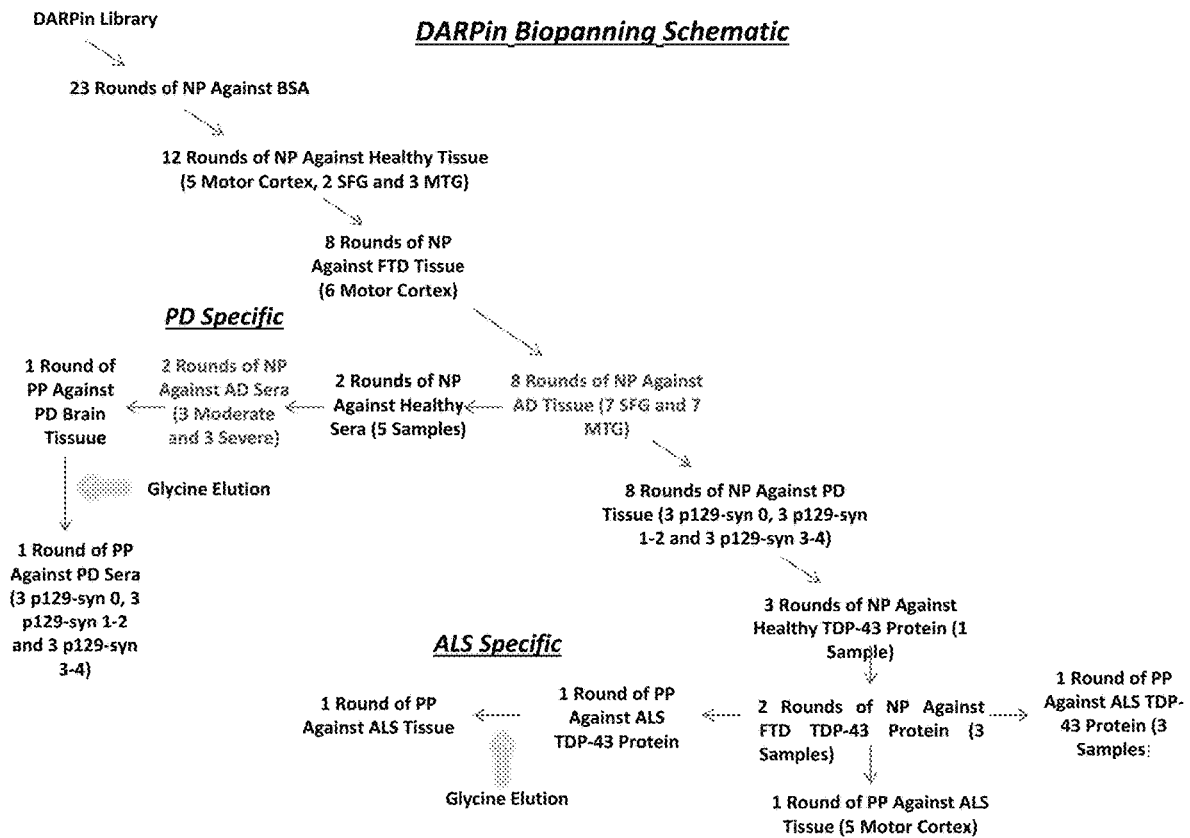 DARPin Library
DARPin Biopanning Schematic
23 Rounds of NP Against BSA
12 Rounds of NP Against Healthy Tissue
(5 Motor Cortex, 2 SFG and 3 MTG)
8 Rounds of NP
Against FTD Tissue
(6 Motor Cortex)
PD Specific
1 Round of
PP Against
PD Brain
Tissuue
2 Rounds of NP
Against AD Sera
(3 Moderate
and 3 Severe)
2 Rounds of NP
Against Healthy
Sera (5 Samples)
8 Rounds of NP Against
AD Tissue (7 SFG and 7
MTG)
Glycine Elution
8 Rounds of NP Against PD
Tissue (3 p129-syn 0, 3 p129-syn
1-2 and 3 p129-syn 3-4)
1 Round of PP
Against PD Sera
(3 p129-syn 0, 3
p129-syn 1-2
and 3 p129-syn
3-4)
3 Rounds of NP Against
Healthy TDP-43 Protein (1
Sample)
ALS Specific
1 Round of PP
Against ALS Tissue
1 Round of PP
Against ALS
TDP-43 Protein
2 Rounds of NP Against
FTD TDP-43 Protein (3
Samples)
1 Round of PP
Against ALS TDP-
43 Protein (3
Samples)
Glycine Elution
1 Round of PP Against ALS
Tissue (5 Motor Cortex)